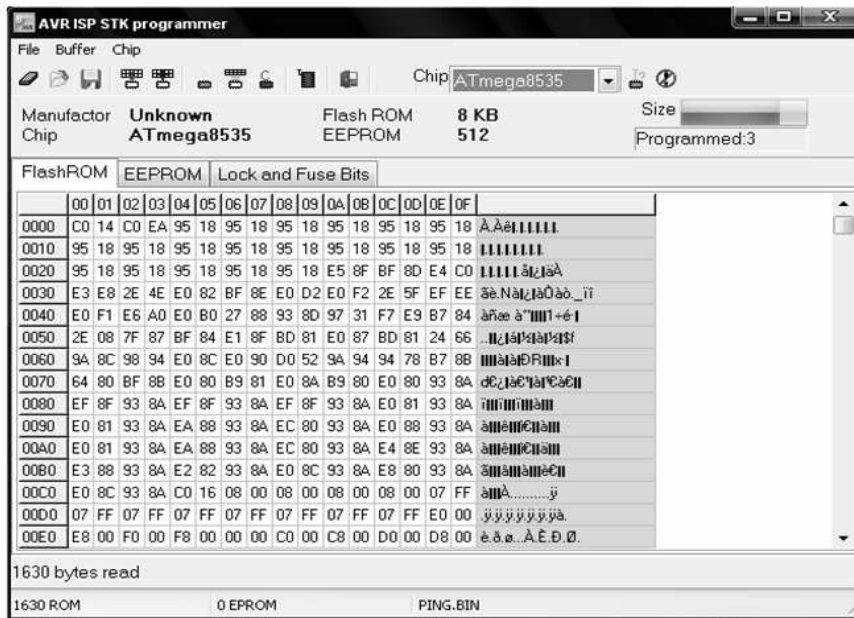 AVR ISP STK programmer
File Buffer Chip
Chip ATmega8535
Manufactor Unknown Flash ROM 8 KB Size
Chip ATmega8535 EEPROM 512 Programmed:3
FlashROM EEPROM Lock and Fuse Bits
00 01 02 03 04 05 06 07 08 09 0A 0B 0C 0D 0E 0F
0000 C0 14 C0 EA 95 18 95 18 95 18 95 18 95 18 95 18
0010 95 18 95 18 95 18 95 18 95 18 95 18 95 18 95 18
0020 95 18 95 18 95 18 95 18 95 18 E5 8F BF 8D E4 C0
0030 E3 E8 2E 4E E0 82 BF 8E E0 D2 E0 F2 2E 5F EF EE
0040 E0 F1 E6 A0 E0 B0 27 88 93 8D 97 31 F7 E9 B7 84
0050 2E 08 7F 87 BF 84 E1 8F BD 81 E0 87 BD 81 24 66
0060 9A 8C 98 94 E0 8C E0 90 D0 52 9A 94 94 78 B7 8B
0070 64 80 BF 8B E0 80 B9 81 E0 8A B9 80 E0 80 93 8A
0080 EF 8F 93 8A EF 8F 93 8A EF 8F 93 8A E0 81 93 8A
0090 E0 81 93 8A EA 88 93 8A EC 80 93 8A E0 88 93 8A
00A0 E0 81 93 8A EA 88 93 8A EC 80 93 8A E4 8E 93 8A
00B0 E3 88 93 8A E2 82 93 8A E0 8C 93 8A E8 80 93 8A
00C0 E0 8C 93 8A C0 16 08 00 08 00 08 00 08 00 07 FF
00D0 07 FF 07 FF 07 FF 07 FF 07 FF 07 FF 07 FF E0 00
00E0 E8 00 F0 00 F8 00 00 00 C0 00 C8 00 D0 00 D8 00
1630 bytes read
1630 ROM 0 EPROM PING.BIN